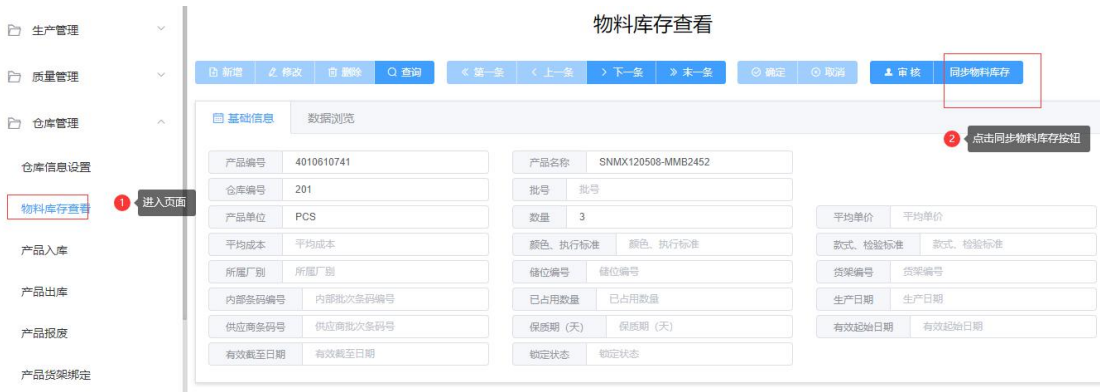 物料库存查看
生产管理
质量管理
仓库管理
仓库信息设置
物料库存查看
1 进入页面
产品入库
产品出库
产品报废
产品货架绑定
新增 修改 删除 查询 第一条 上一条 下一条 末一条 确定 取消 审核 同步物料库存
基础信息 数据浏览
2 点击同步物料库存按钮
产品编号 4010610741 产品名称 SNMX120508-MMB2452
仓库编号 201 批号 批号
产品单位 PCS 数量 3 平均单价 平均单价
平均成本 平均成本 颜色、执行标准 颜色、执行标准 款式、检验标准 款式、检验标准
所属厂别 所属厂别 储位编号 储位编号 货架编号 货架编号
内部条码编号 内部批次条码编号 已占用数量 已占用数量 生产日期 生产日期
供应商条码号 供应商批次条码号 保质期（天） 保质期（天） 有效起始日期 有效起始日期
有效截至日期 有效截至日期 锁定状态 锁定状态